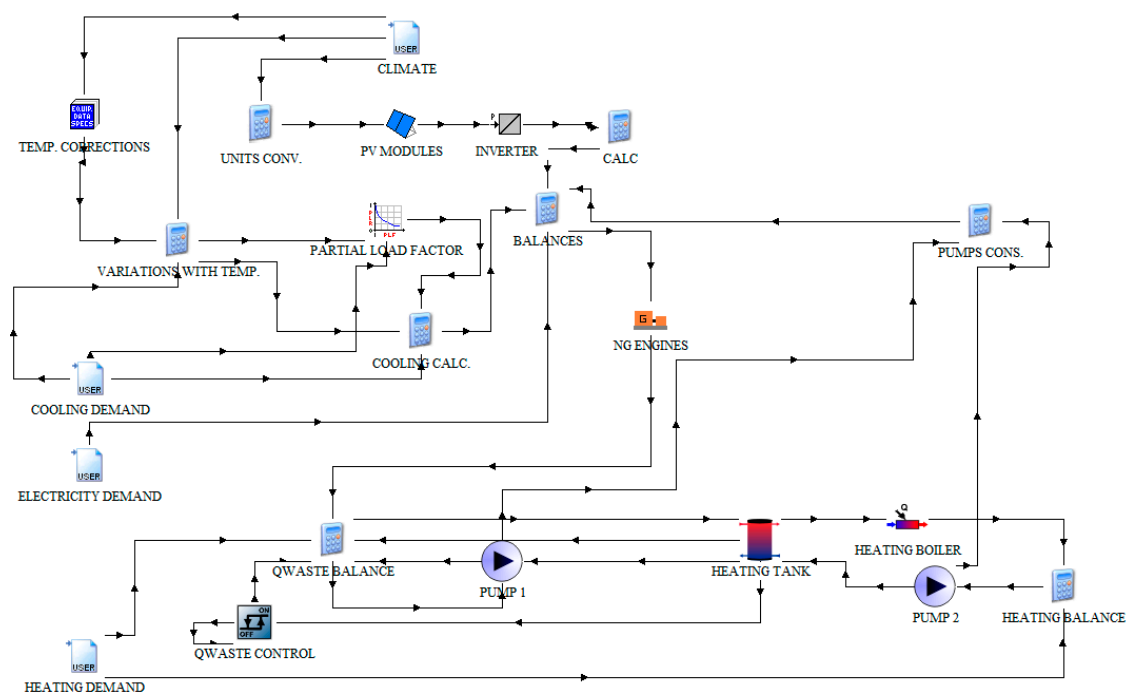 USER
CLIMATE
EQUIP.
DATA
SPECS
TEMP. CORRECTIONS
UNITS CONV.
PV MODULES
P
INVERTER
CALC
1
P
L
R
0
PLF
PARTIAL LOAD FACTOR
VARIATIONS WITH TEMP.
BALANCES
PUMPS CONS.
G
NG ENGINES
COOLING CALC.
USER
COOLING DEMAND
USER
ELECTRICITY DEMAND
QWASTE BALANCE
PUMP 1
HEATING TANK
Q
HEATING BOILER
PUMP 2
HEATING BALANCE
ON
OFF
QWASTE CONTROL
USER
HEATING DEMAND